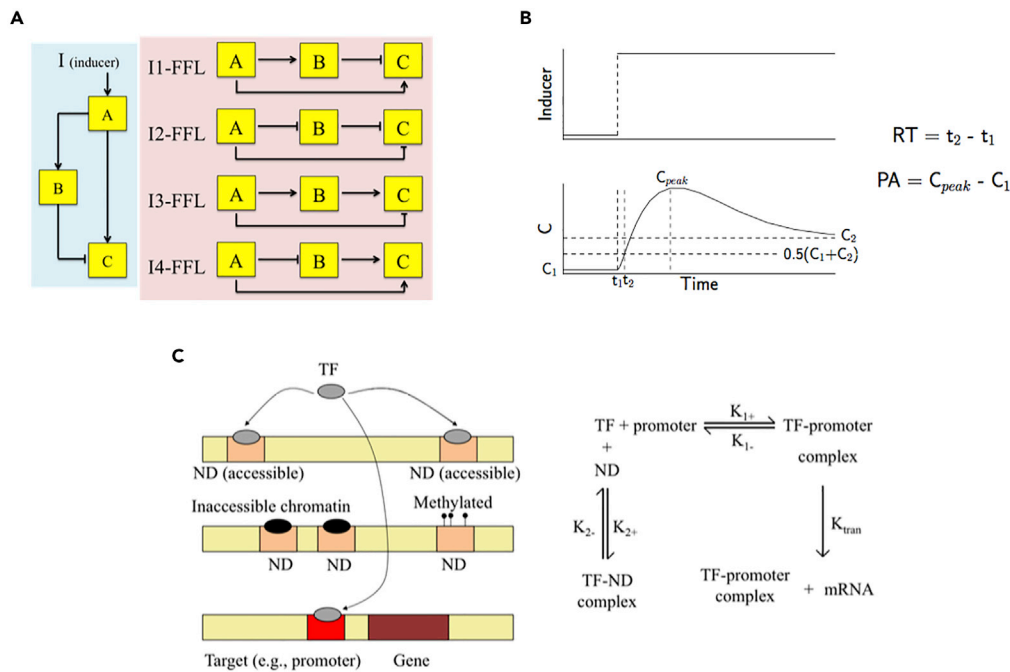 A
I (inducer)
A
B
C
I1-FFL A B C
I2-FFL A B C
I3-FFL A B C
I4-FFL A B C
B
Inducer
C
C₁
Cpeak
C₂
0.5(C₁+C₂)
t₁t₂
Time
RT = t₂ - t₁
PA = Cpeak - C₁
C
TF
ND (accessible) ND (accessible)
Inaccessible chromatin Methylated
ND ND ND
Target (e.g., promoter) Gene
TF + promoter
+
ND
K₁₊
K₁₋
TF-promoter
complex
K₂₋ K₂₊
Ktran
TF-ND
complex
TF-promoter
complex
+ mRNA